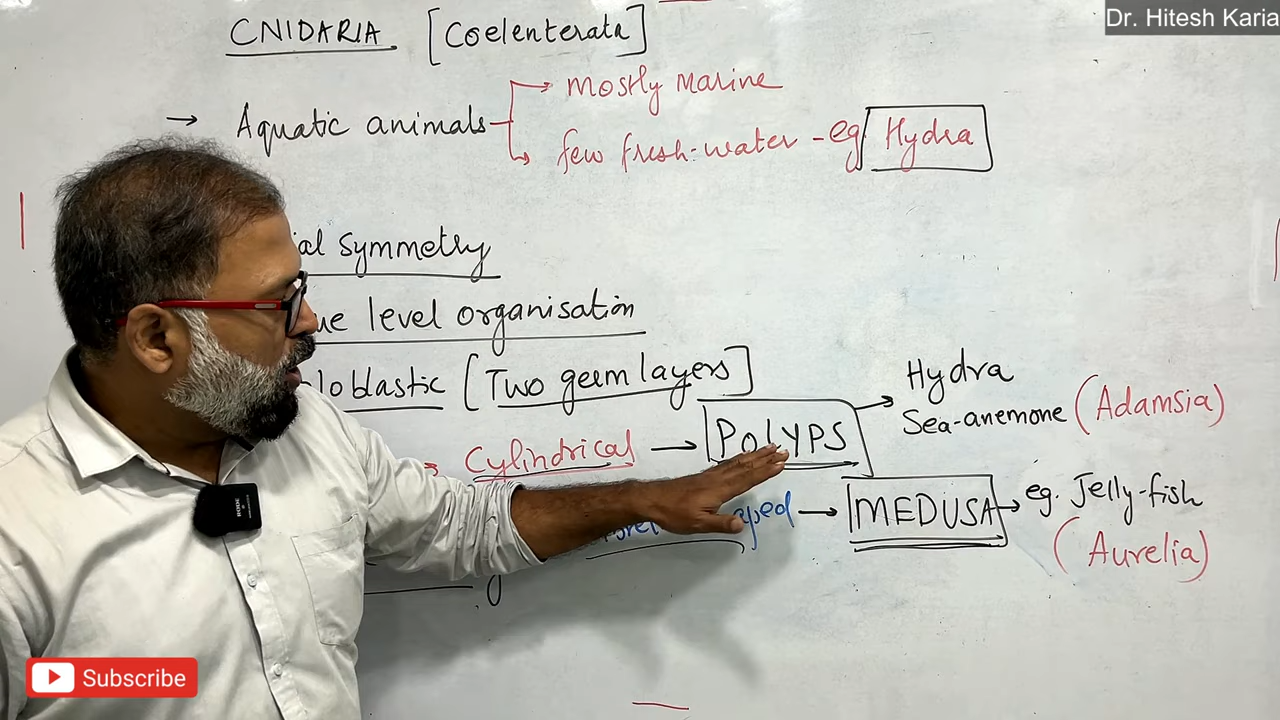 Dr. Hitesh Karia
CNIDARIA [Coelenterata]
→ Aquatic animals → mostly marine
→ few fresh-water - eg Hydra
symmetry
level organisation
[Two germ layers]
Cylindrical → POLYPS → Hydra
Sea-anemone (Adamsia)
→ MEDUSA → eg. Jelly-fish
(Aurelia)
RODE
Subscribe